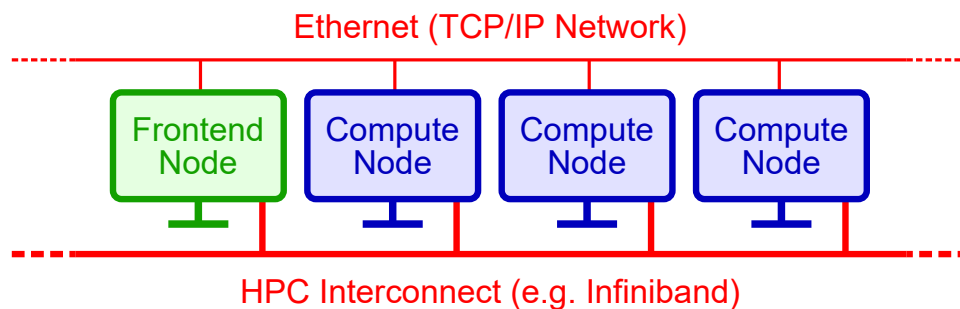 Ethernet (TCP/IP Network)
Frontend
Node
Compute
Node
Compute
Node
Compute
Node
HPC Interconnect (e.g. Infiniband)